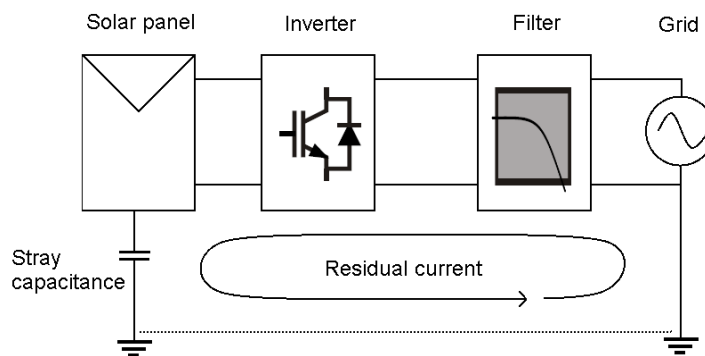 Solar panel
Inverter
Filter
Grid
Stray
capacitance
Residual current